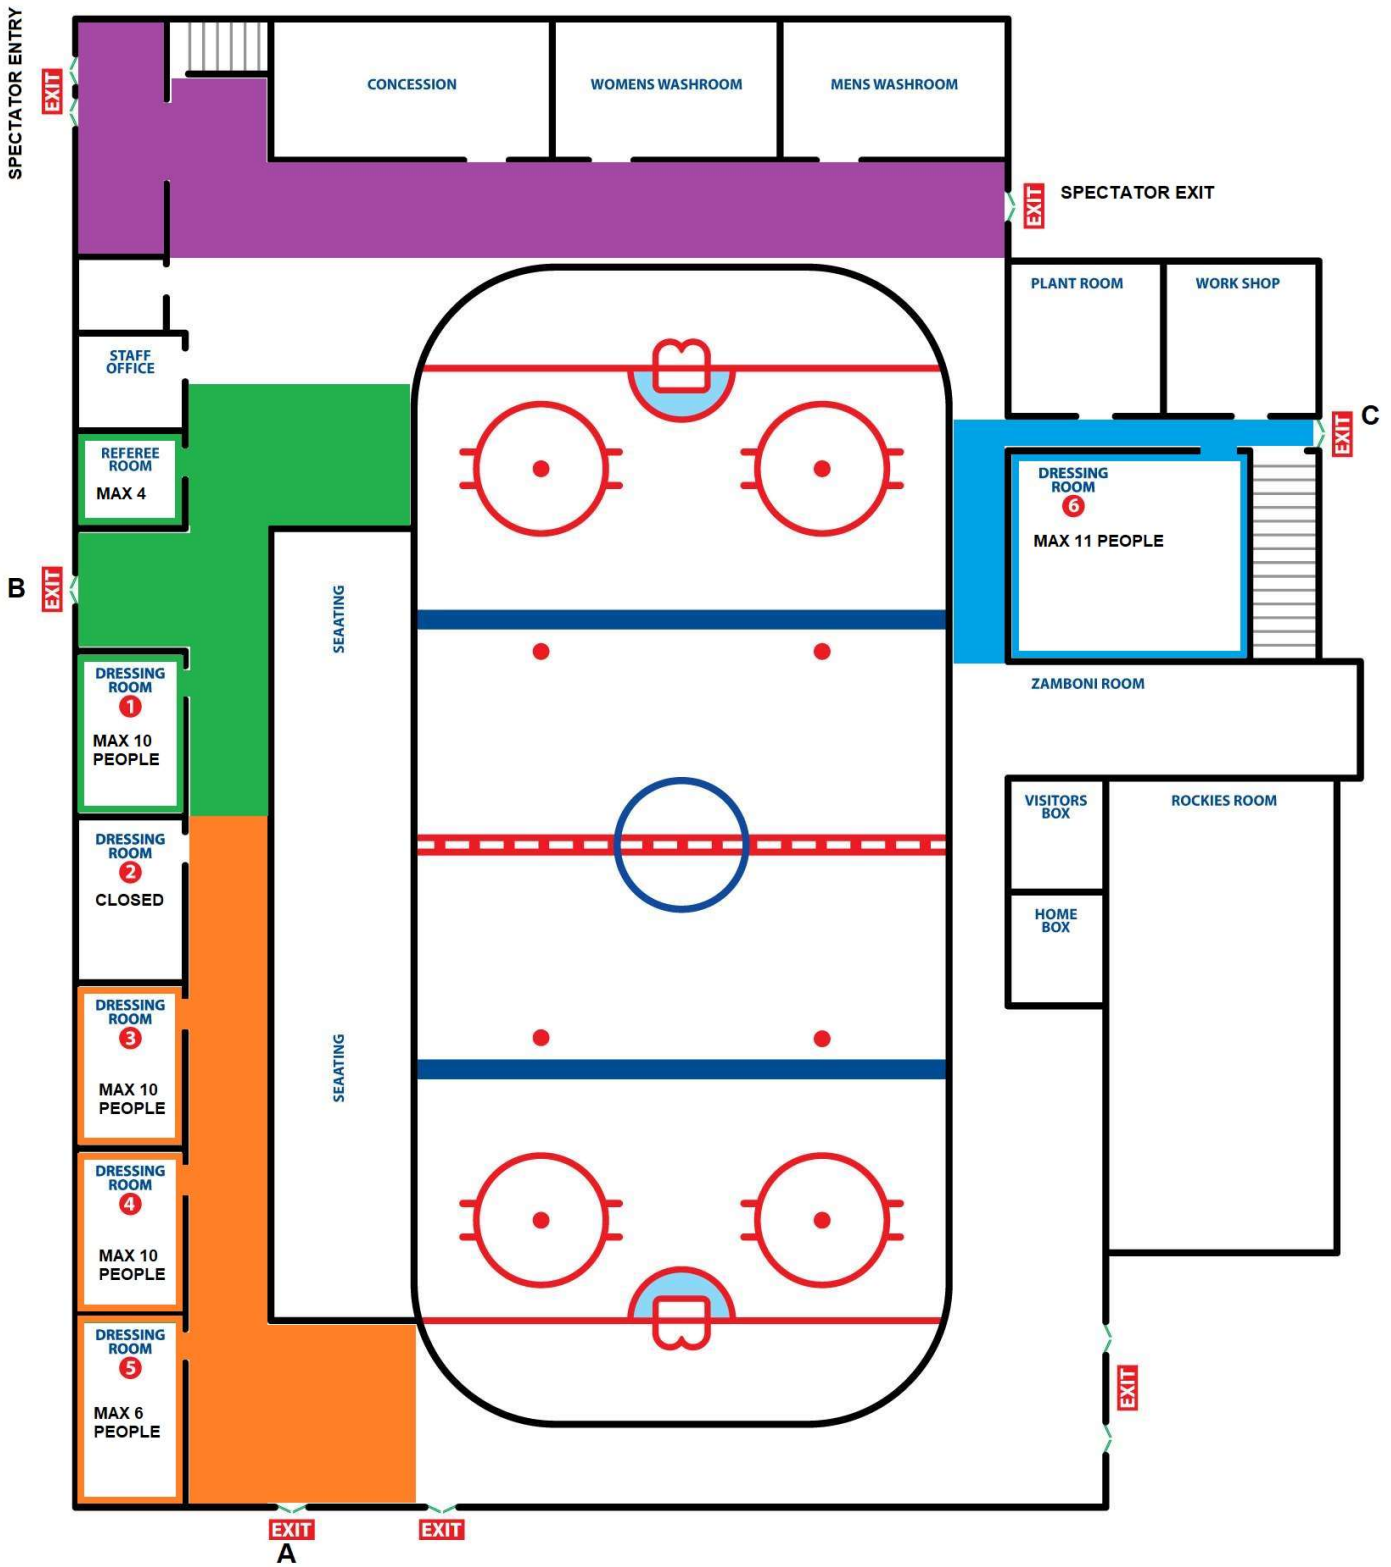 SPECTATOR ENTRY
EXIT
CONCESSION
WOMENS WASHROOM
MENS WASHROOM
EXIT
SPECTATOR EXIT
PLANT ROOM
WORK SHOP
STAFF
OFFICE
EXIT
C
REFEREE
ROOM
MAX 4
DRESSING
ROOM
6
MAX 11 PEOPLE
B
EXIT
SEAATING
DRESSING
ROOM
1
MAX 10
PEOPLE
ZAMBONI ROOM
VISITORS
BOX
ROCKIES ROOM
DRESSING
ROOM
2
CLOSED
HOME
BOX
DRESSING
ROOM
3
MAX 10
PEOPLE
SEAATING
DRESSING
ROOM
4
MAX 10
PEOPLE
DRESSING
ROOM
5
MAX 6
PEOPLE
EXIT
EXIT
A
EXIT